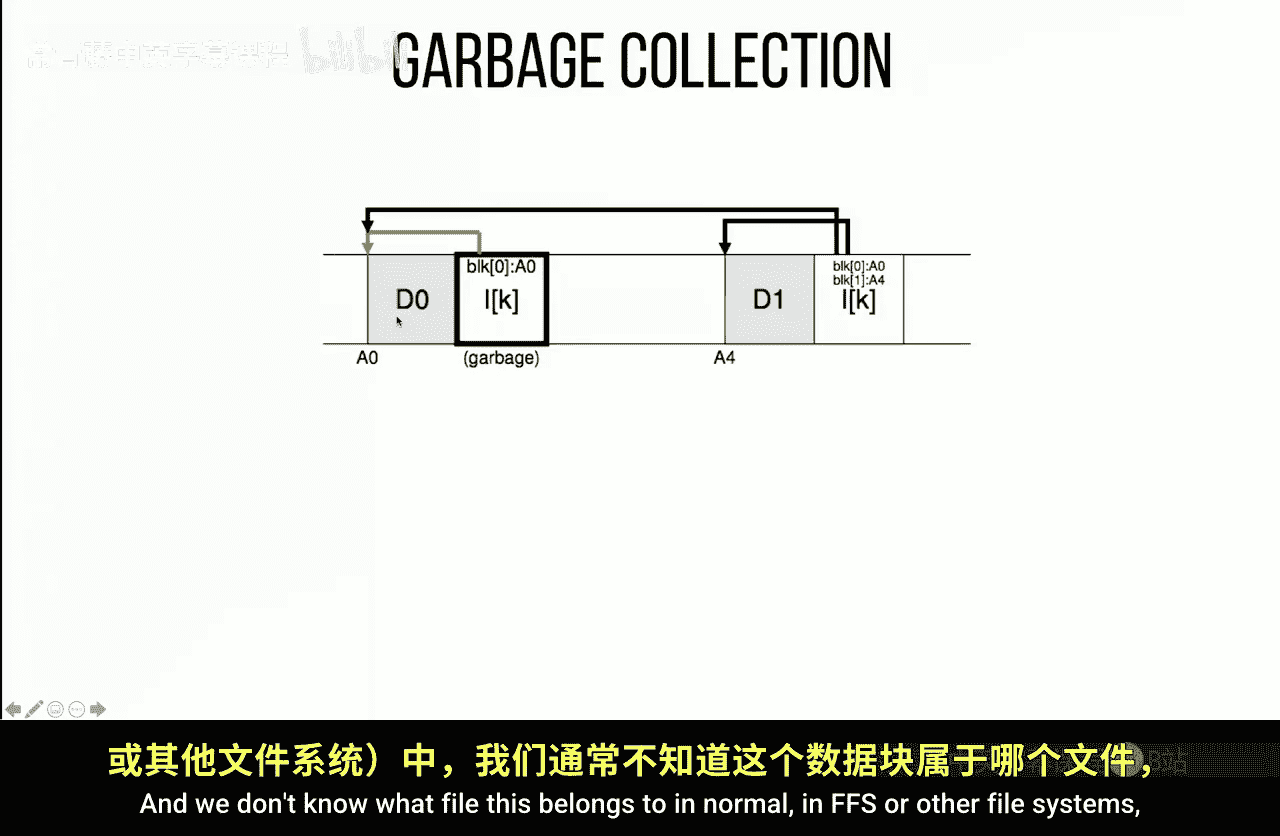 GARBAGE COLLECTION
blk[0]:A0
I[k]
D0
D1
blk[0]:A0
blk[1]:A4
I[k]
A0
(garbage)
A4
或其他文件系统）中，我们通常不知道这个数据块属于哪个文件，
And we don't know what file this belongs to in normal, in FFS or other file systems,